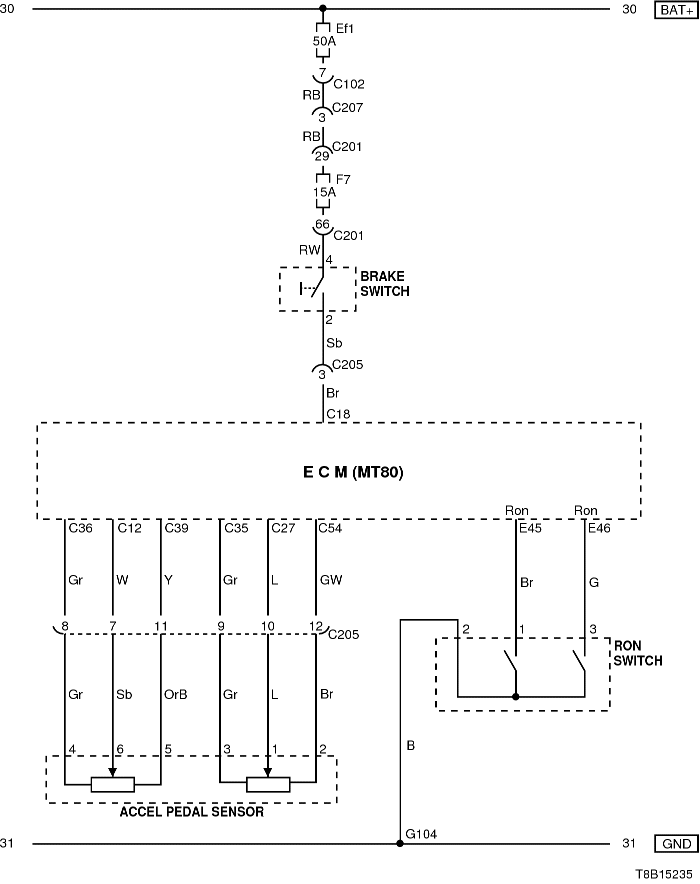 30 30 BAT+
Ef1
50A
7
C102
RB
C207
3
RB
C201
29
F7
15A
66
C201
RW
4
BRAKE
SWITCH
2
Sb
C205
3
Br
C18
E C M (MT80)
Ron Ron
C36 C12 C39 C35 C27 C54 E45 E46
Gr W Y Gr L GW Br G
8 7 11 9 10 12 C205
2 1 3
RON
SWITCH
Gr Sb OrB Gr L Br
B
4 6 5 3 1 2
ACCEL PEDAL SENSOR
G104
31 31 GND
T8B15235